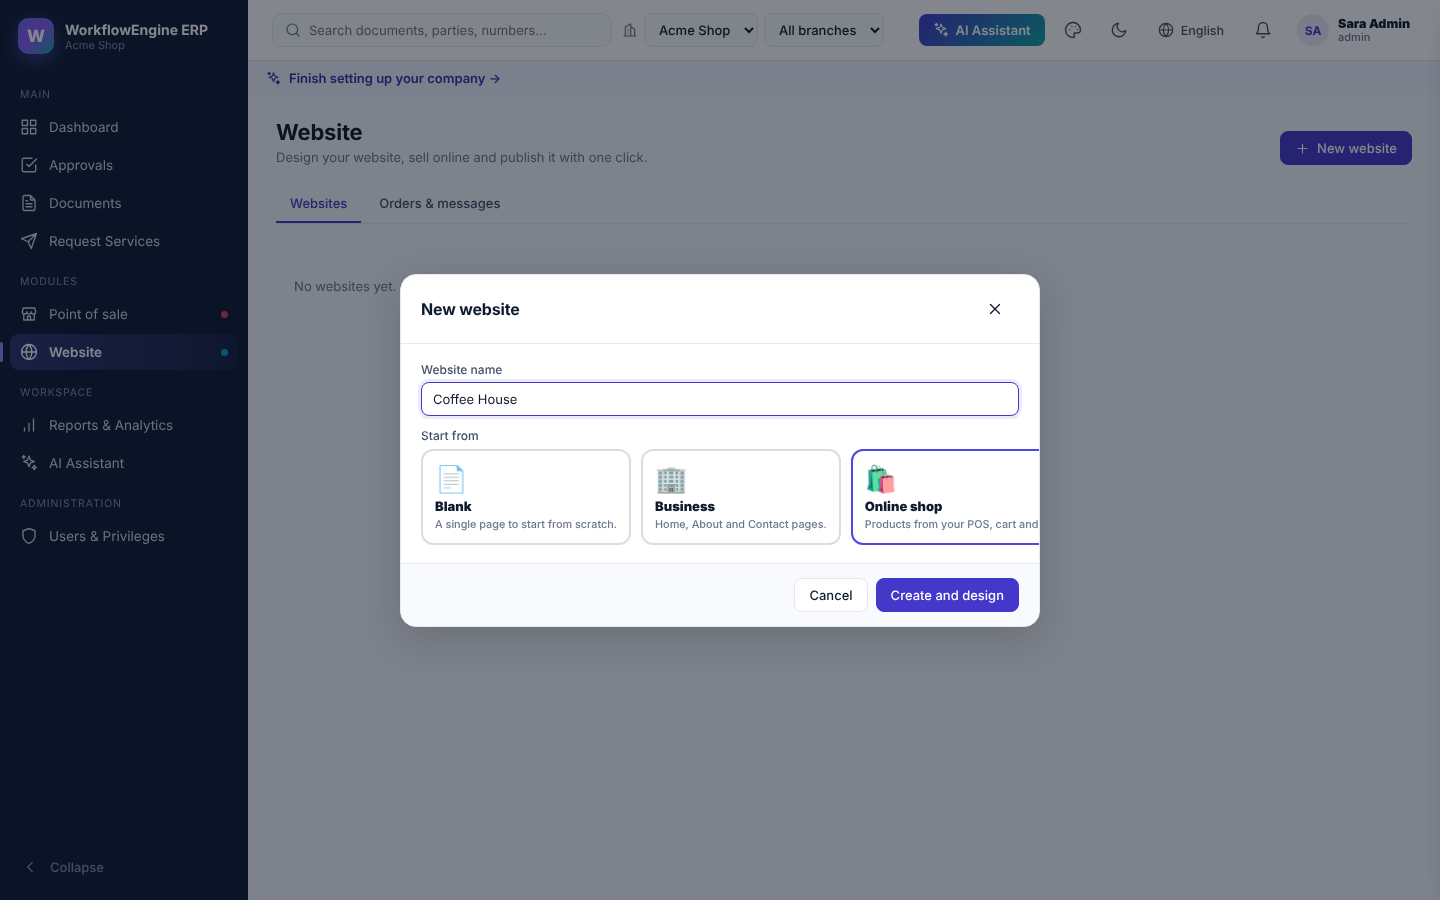 W
WorkflowEngine ERP
Acme Shop
Search documents, parties, numbers...
Acme Shop
All branches
AI Assistant
English
SA
Sara Admin
admin
Finish setting up your company →
MAIN
Dashboard
Approvals
Documents
Request Services
MODULES
Point of sale
Website
WORKSPACE
Reports & Analytics
AI Assistant
ADMINISTRATION
Users & Privileges
Collapse
Website
Design your website, sell online and publish it with one click.
+ New website
Websites
Orders & messages
No websites yet.
New website
Website name
Coffee House
Start from
Blank
A single page to start from scratch.
Business
Home, About and Contact pages.
Online shop
Products from your POS, cart and
Cancel
Create and design